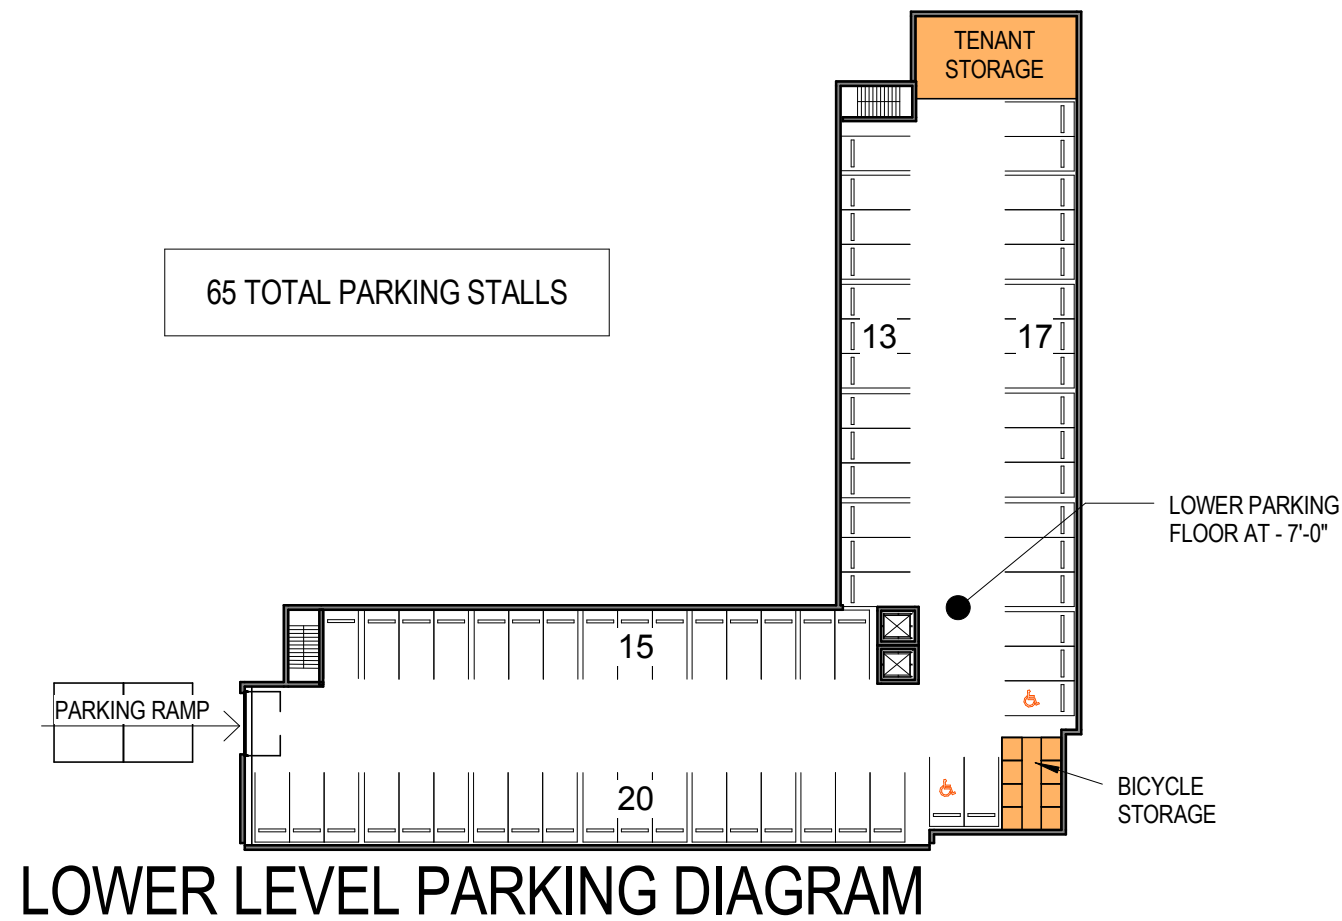 TENANT
STORAGE
65 TOTAL PARKING STALLS
13
17
LOWER PARKING
FLOOR AT - 7'-0"
15
PARKING RAMP
20
BICYCLE
STORAGE
LOWER LEVEL PARKING DIAGRAM